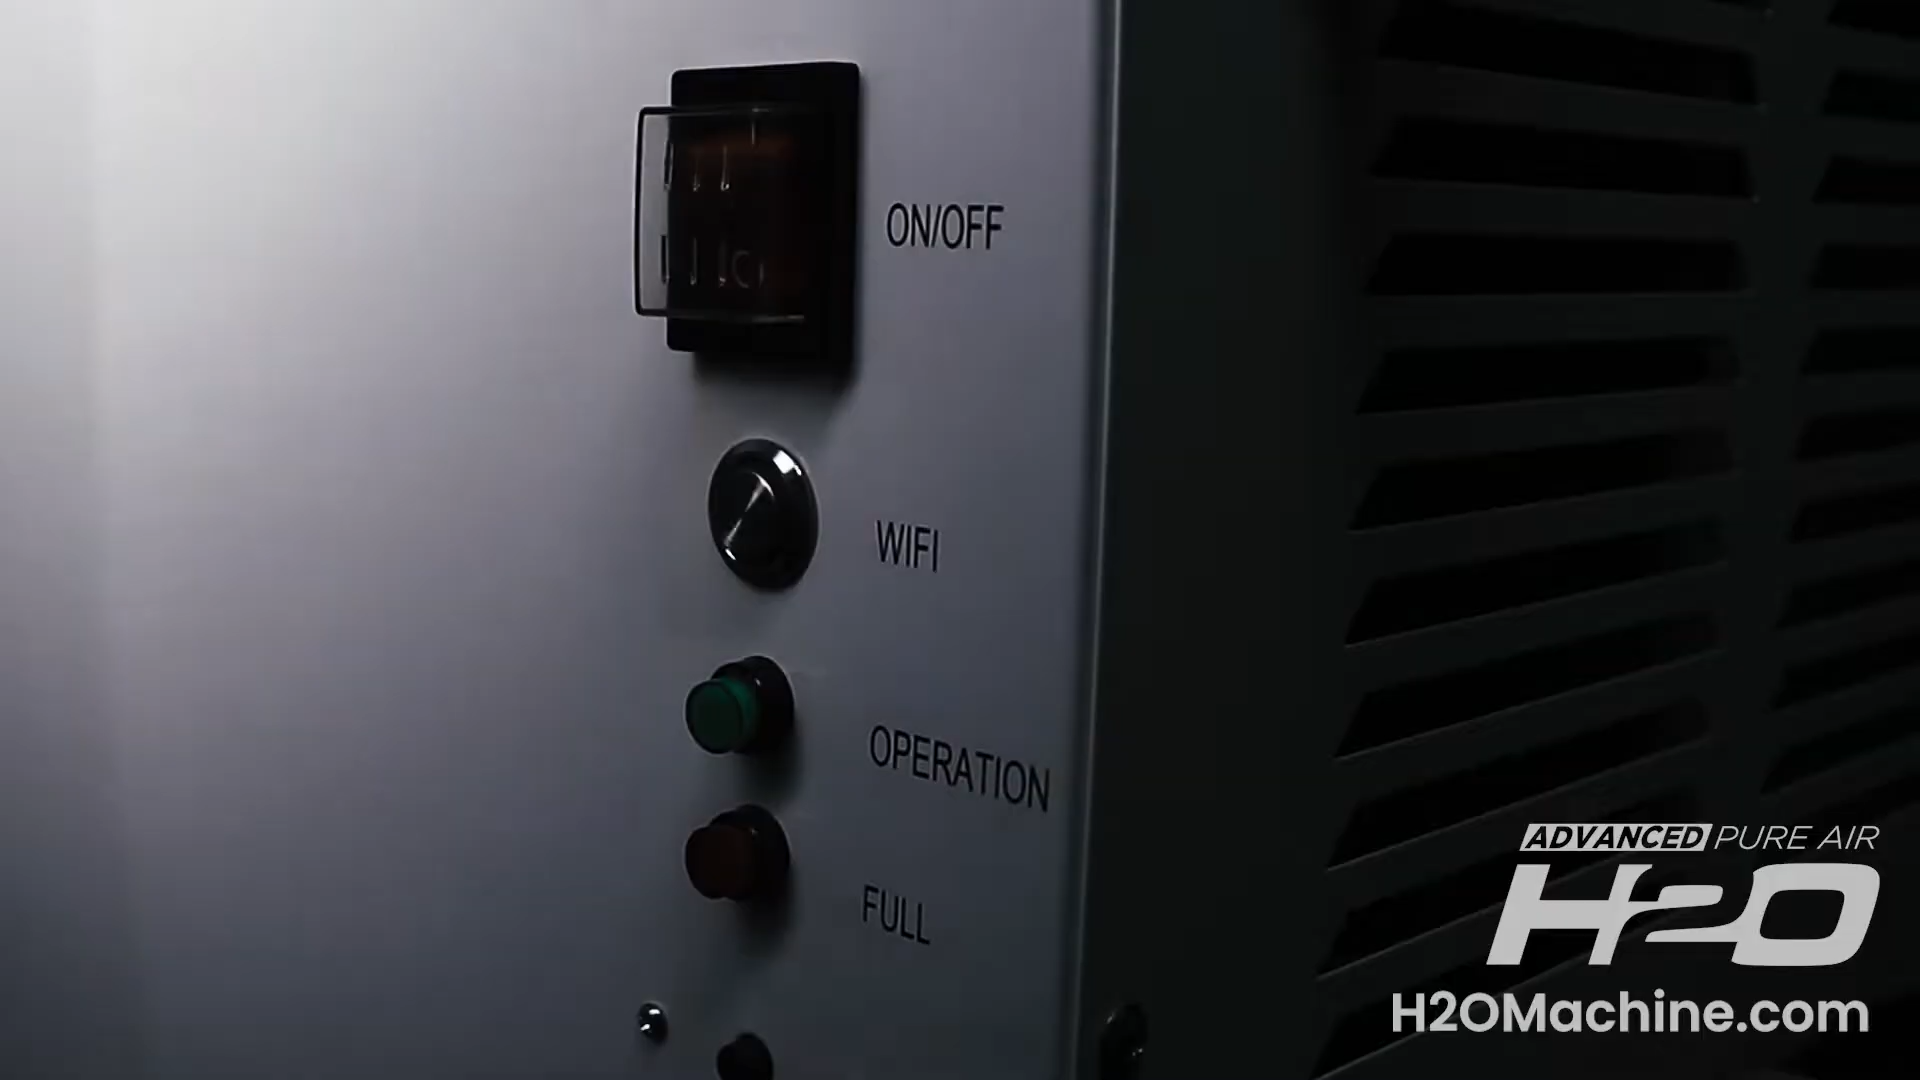 ON/OFF
WIFI
OPERATION
FULL
ADVANCED PURE AIR
H2O
H2OMachine.com